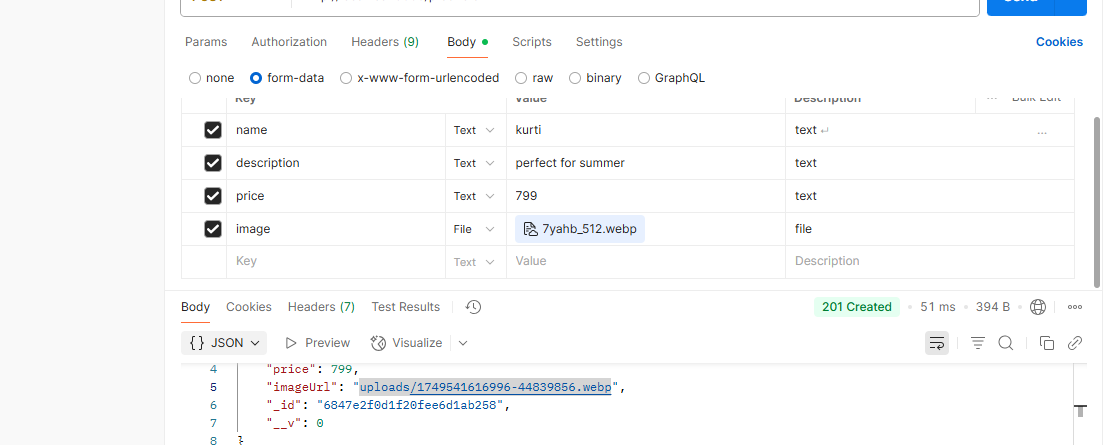 Params Authorization Headers (9) Body Scripts Settings Cookies
none form-data x-www-form-urlencoded raw binary GraphQL
Key Value Description ... Bulk Edit
name Text kurti text ↵ ...
description Text perfect for summer text
price Text 799 text
image File 7yahb_512.webp file
Key Text Value Description
Body Cookies Headers (7) Test Results 201 Created 51 ms 394 B
{} JSON Preview Visualize
4 "price": 799,
5 "imageUrl": "uploads/1749541616996-44839856.webp",
6 "_id": "6847e2f0d1f20fee6d1ab258",
7 "__v": 0
8 }